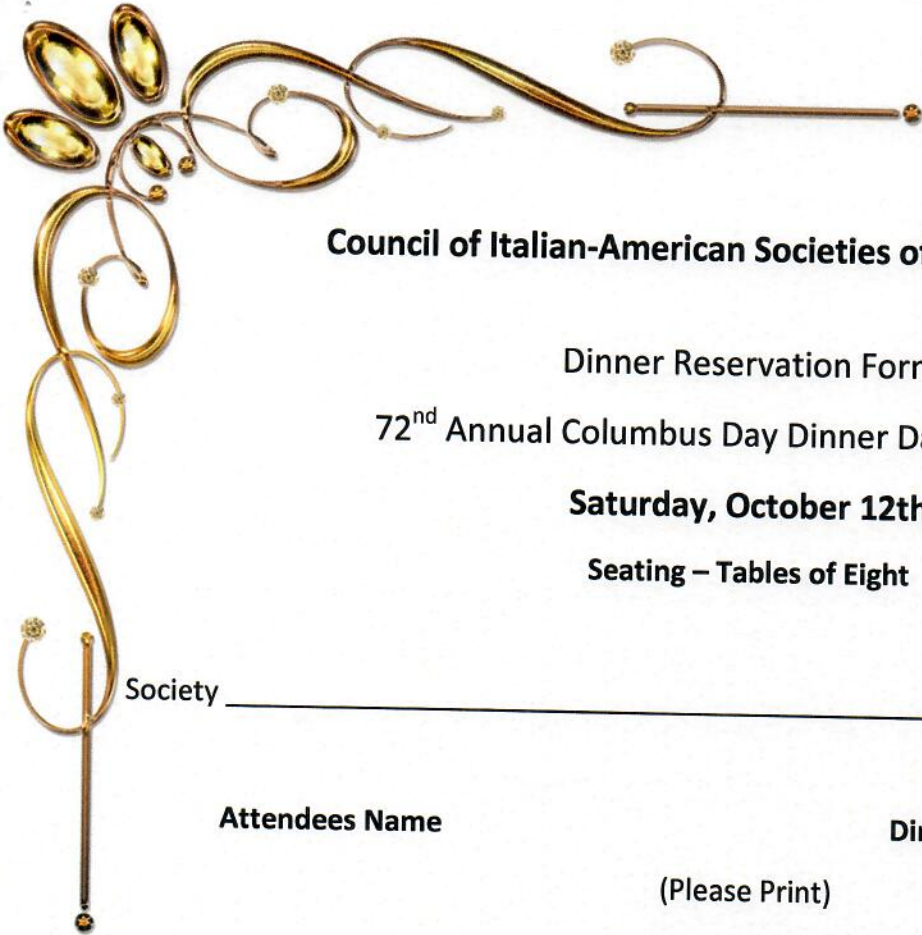 Council of Italian-American Societies of
Dinner Reservation
72nd Annual Columbus Day Dinner
Saturday, October 12th
Seating – Tables of Eight
Society
Attendees Name
(Please Print)